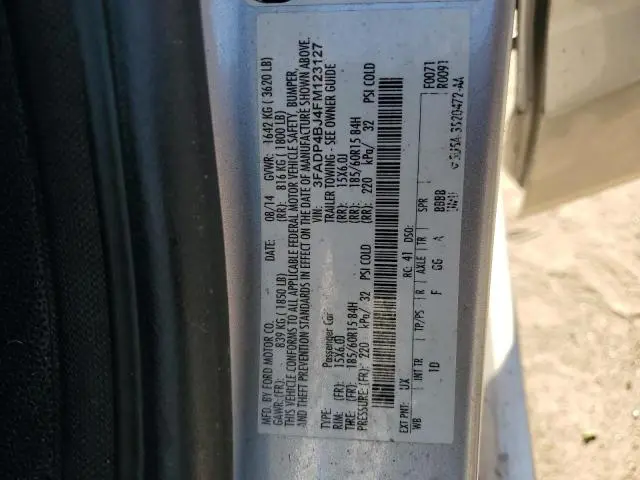 MFD. BY FORD MOTOR CO. DATE: 08/14 GVWR: 1642 KG ( 3620 LB)
GAWR:(FR): 839 KG ( 1850 LB) (RR): 816 KG ( 1800 LB)
THIS VEHICLE CONFORMS TO ALL APPLICABLE FEDERAL MOTOR VEHICLE SAFETY, BUMPER,
AND THEFT PREVENTION STANDARDS IN EFFECT ON THE DATE OF MANUFACTURE SHOWN ABOVE.
VIN: 3FADP4BJ4FM123127
TYPE: Passenger Car TRAILER TOWING - SEE OWNER GUIDE
RIM: (FR): 15X6.0J (RR): 15X6.0J
TIRE: (FR): 185/60R15 84H (RR): 185/60R15 84H
PRESSURE:(FR): 220 kPa/ 32 PSI COLD (RR): 220 kPa/ 32 PSI COLD
EXT PNT: UX RC: 41 DSO: F0071
R0091
WB INT TR TP/PS R AXLE TR SPR
1D F GG A BBBB
3520472-AA